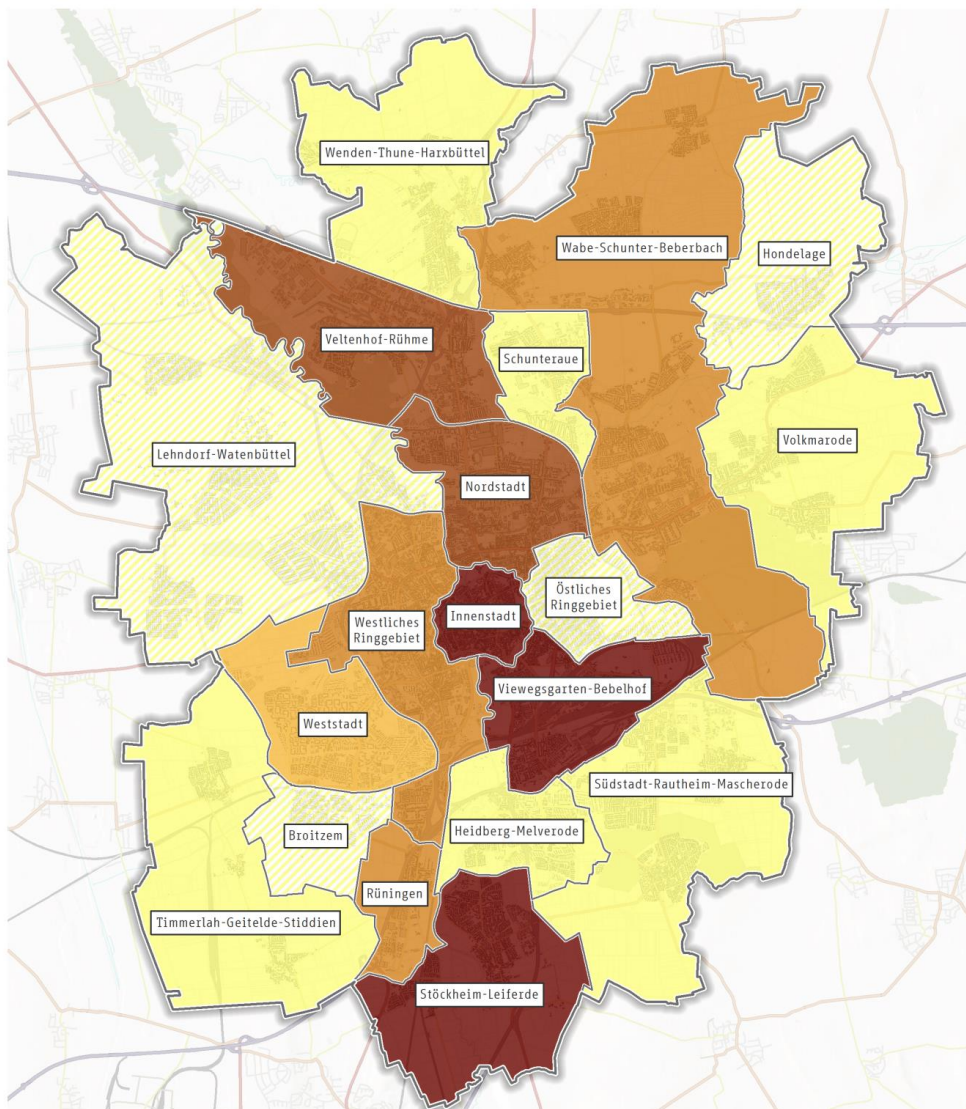 Wenden-Thune-Harxbüttel
Wabe-Schunter-Beberbach
Hondelage
Veltenhof-Rühme
Schunteraue
Volkmarode
Lehndorf-Watenbüttel
Nordstadt
Östliches
Ringgebiet
Innenstadt
Westliches
Ringgebiet
Viewegsgarten-Bebelhof
Weststadt
Südstadt-Rautheim-Mascherode
Broitzem
Heidberg-Melverode
Rüningen
Timmerlah-Geitelde-Stiddien
Stöckheim-Leiferde